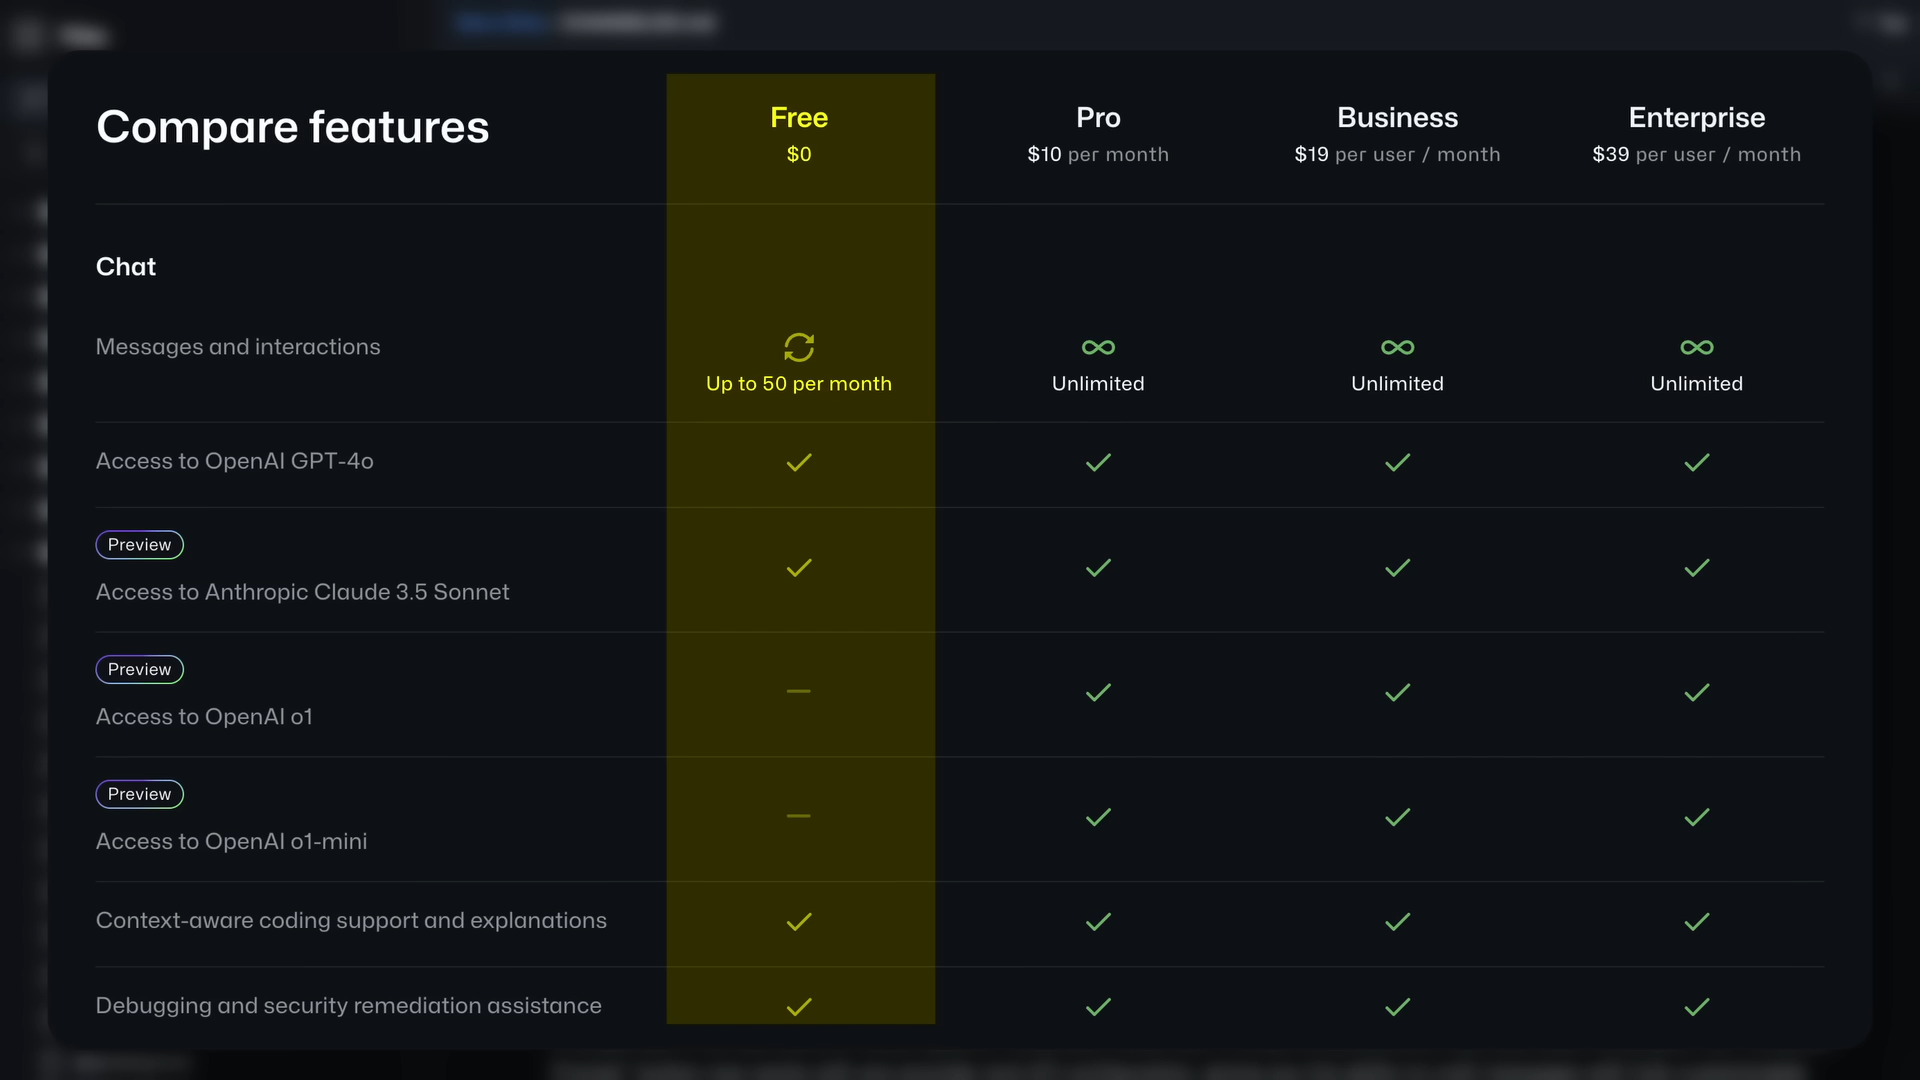 Compare features
Free
Pro
Business
Enterprise
$0
$10 per month
$19 per user / month
$39 per user / month
Chat
Messages and interactions
Up to 50 per month
Unlimited
Unlimited
Unlimited
Access to OpenAI GPT-4o
Preview
Access to Anthropic Claude 3.5 Sonnet
Preview
Access to OpenAI o1
Preview
Access to OpenAI o1-mini
Context-aware coding support and explanations
Debugging and security remediation assistance